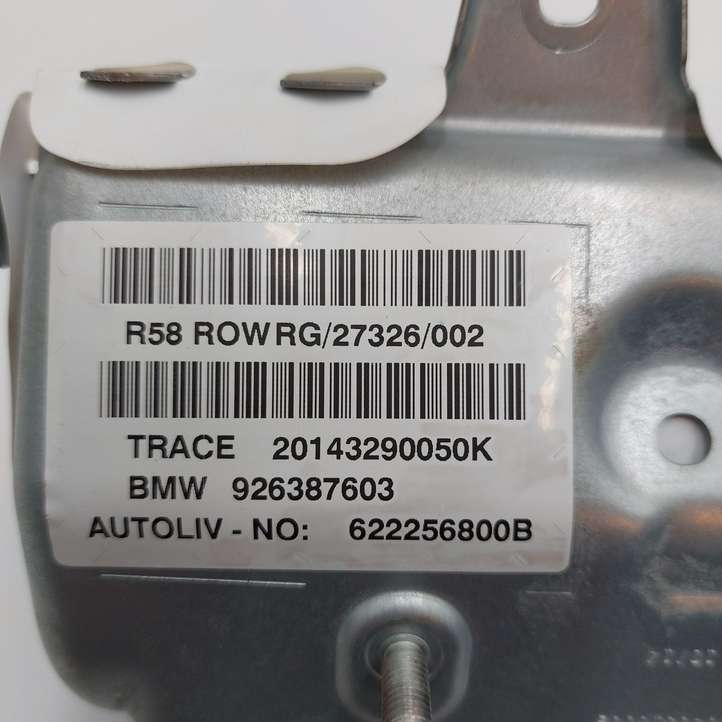 R58 ROWRG/27326/002
TRACE 20143290050K
BMW 926387603
AUTOLIV - NO: 622256800B